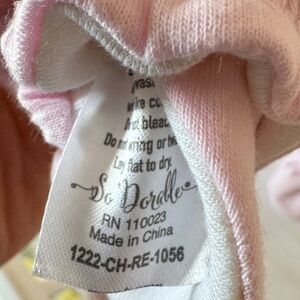 wash
Do not wring or
Lay flat to dry
So Dorable
RN 110023
Made in China
1222-CH-RE-1056